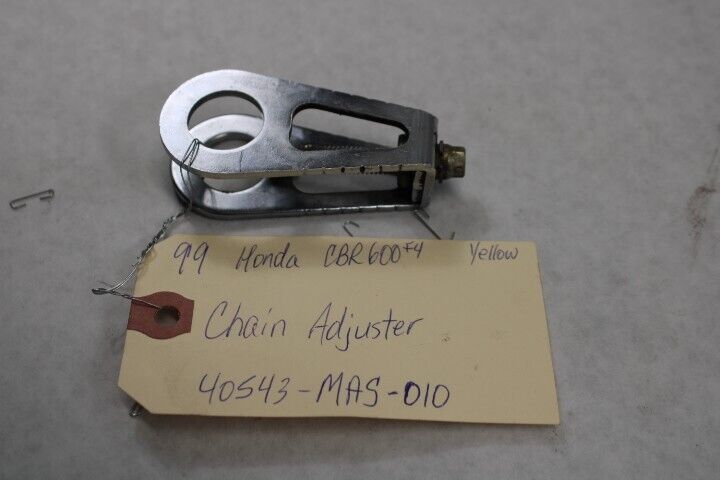 99 Honda CBR600F4 Yellow
Chain Adjuster
40543-MAS-010